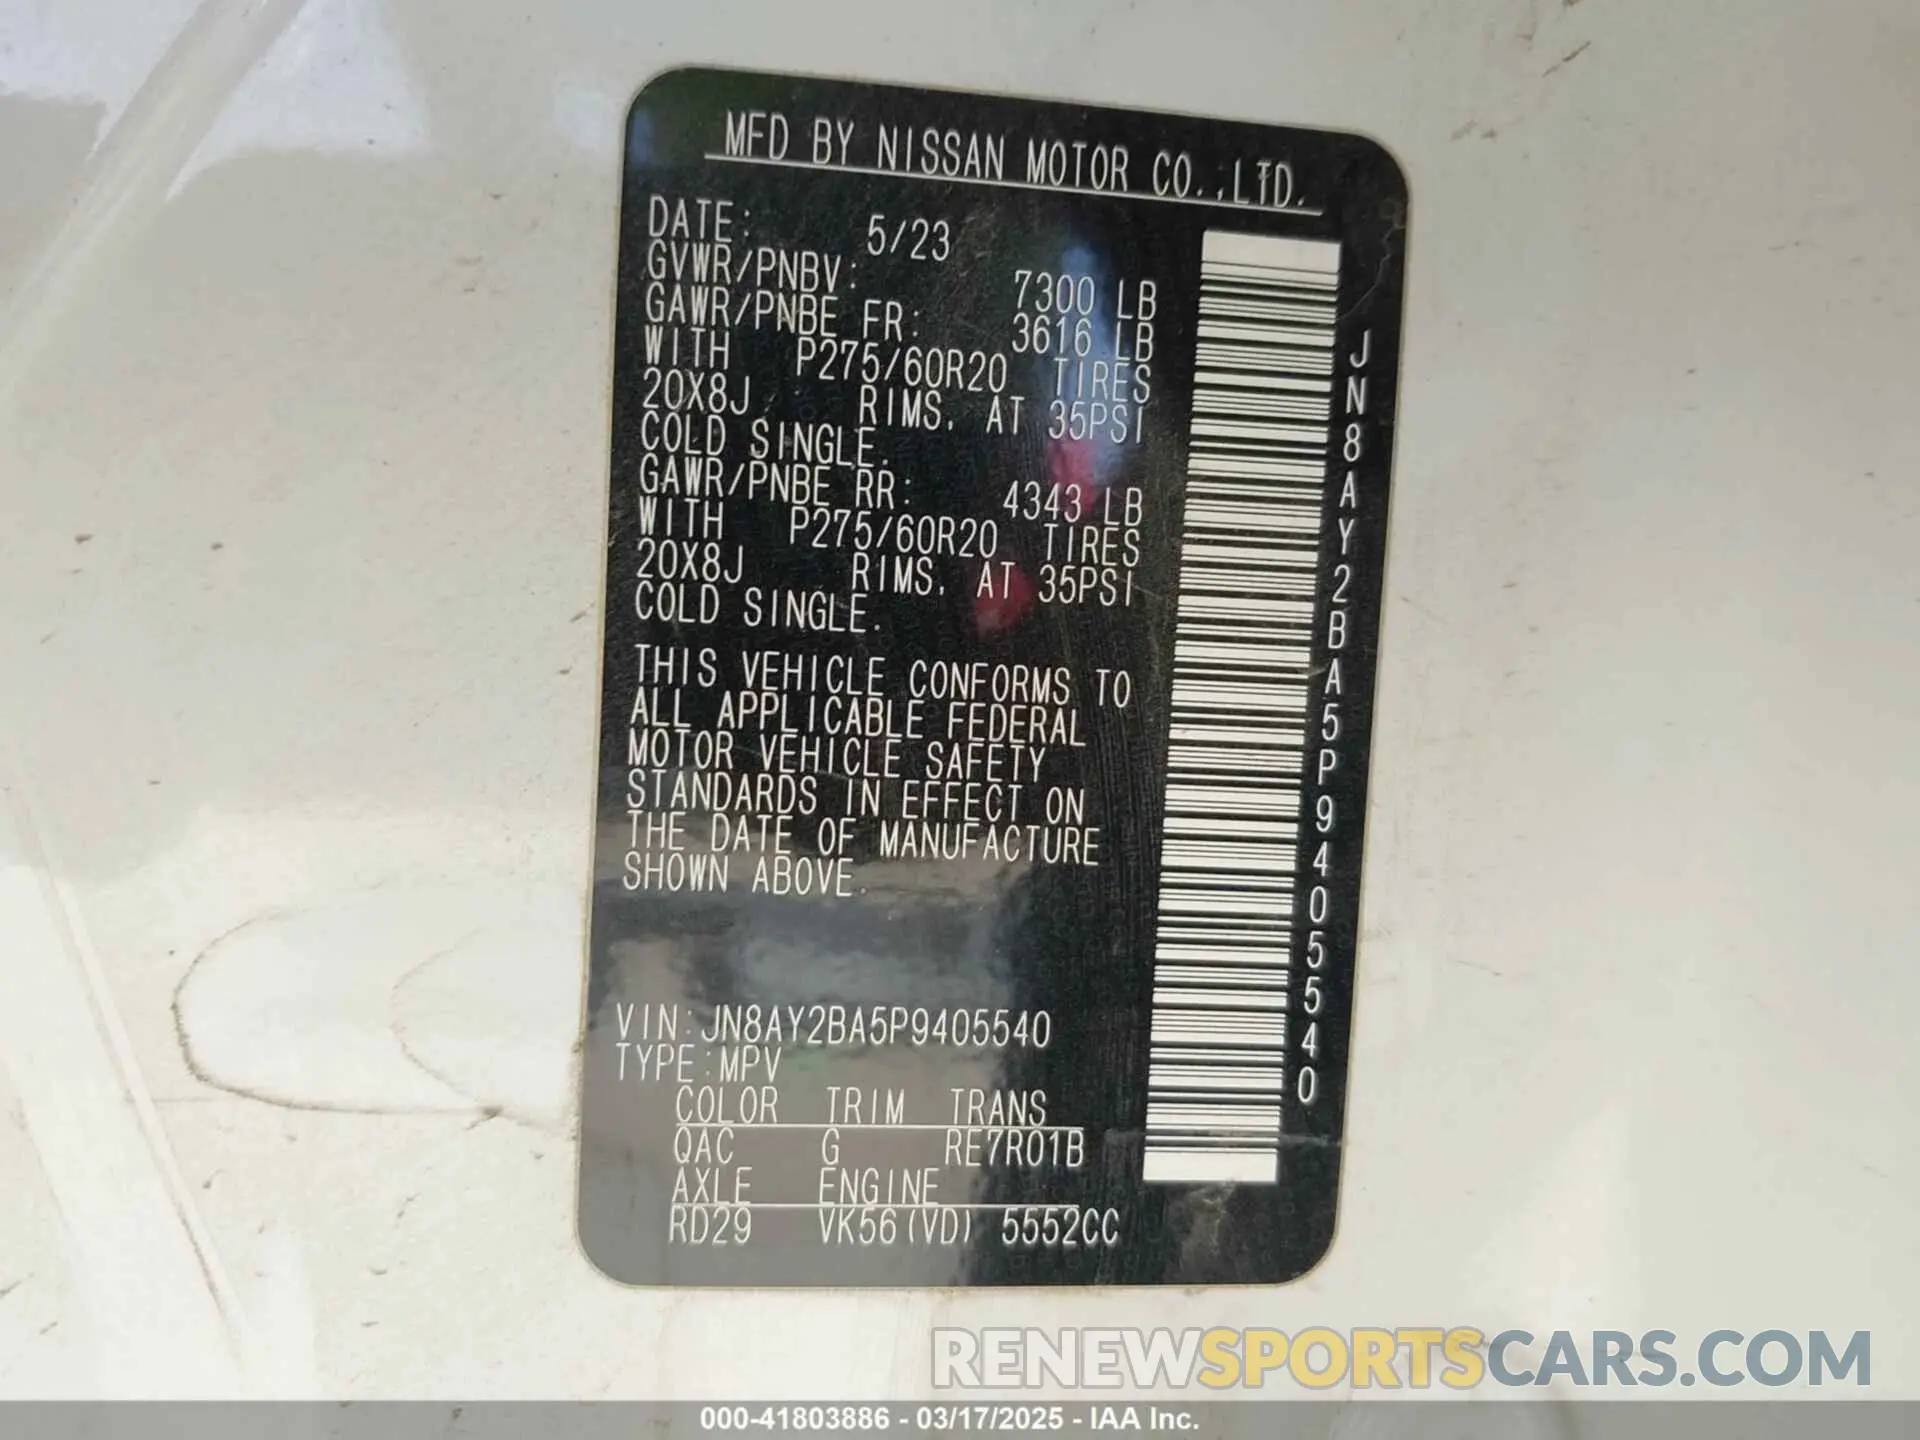 MFD BY NISSAN MOTOR CO.,LTD.
DATE: 5/23
GVWR/PNBV: 7300 LB
GAWR/PNBE FR: 3616 LB
WITH P275/60R20 TIRES
20X8J RIMS. AT 35PSI
COLD SINGLE.
GAWR/PNBE RR: 4343 LB
WITH P275/60R20 TIRES
20X8J RIMS. AT 35PSI
COLD SINGLE.
THIS VEHICLE CONFORMS TO
ALL APPLICABLE FEDERAL
MOTOR VEHICLE SAFETY
STANDARDS IN EFFECT ON
THE DATE OF MANUFACTURE
SHOWN ABOVE.
VIN:JN8AY2BA5P9405540
TYPE:MPV
COLOR TRIM TRANS
QAC G RE7R01B
AXLE ENGINE
RD29 VK56(VD) 5552CC
JN8AY2BA5P9405540
RENEWSPORTSCARS.COM
000-41803886 - 03/17/2025 - IAA Inc.